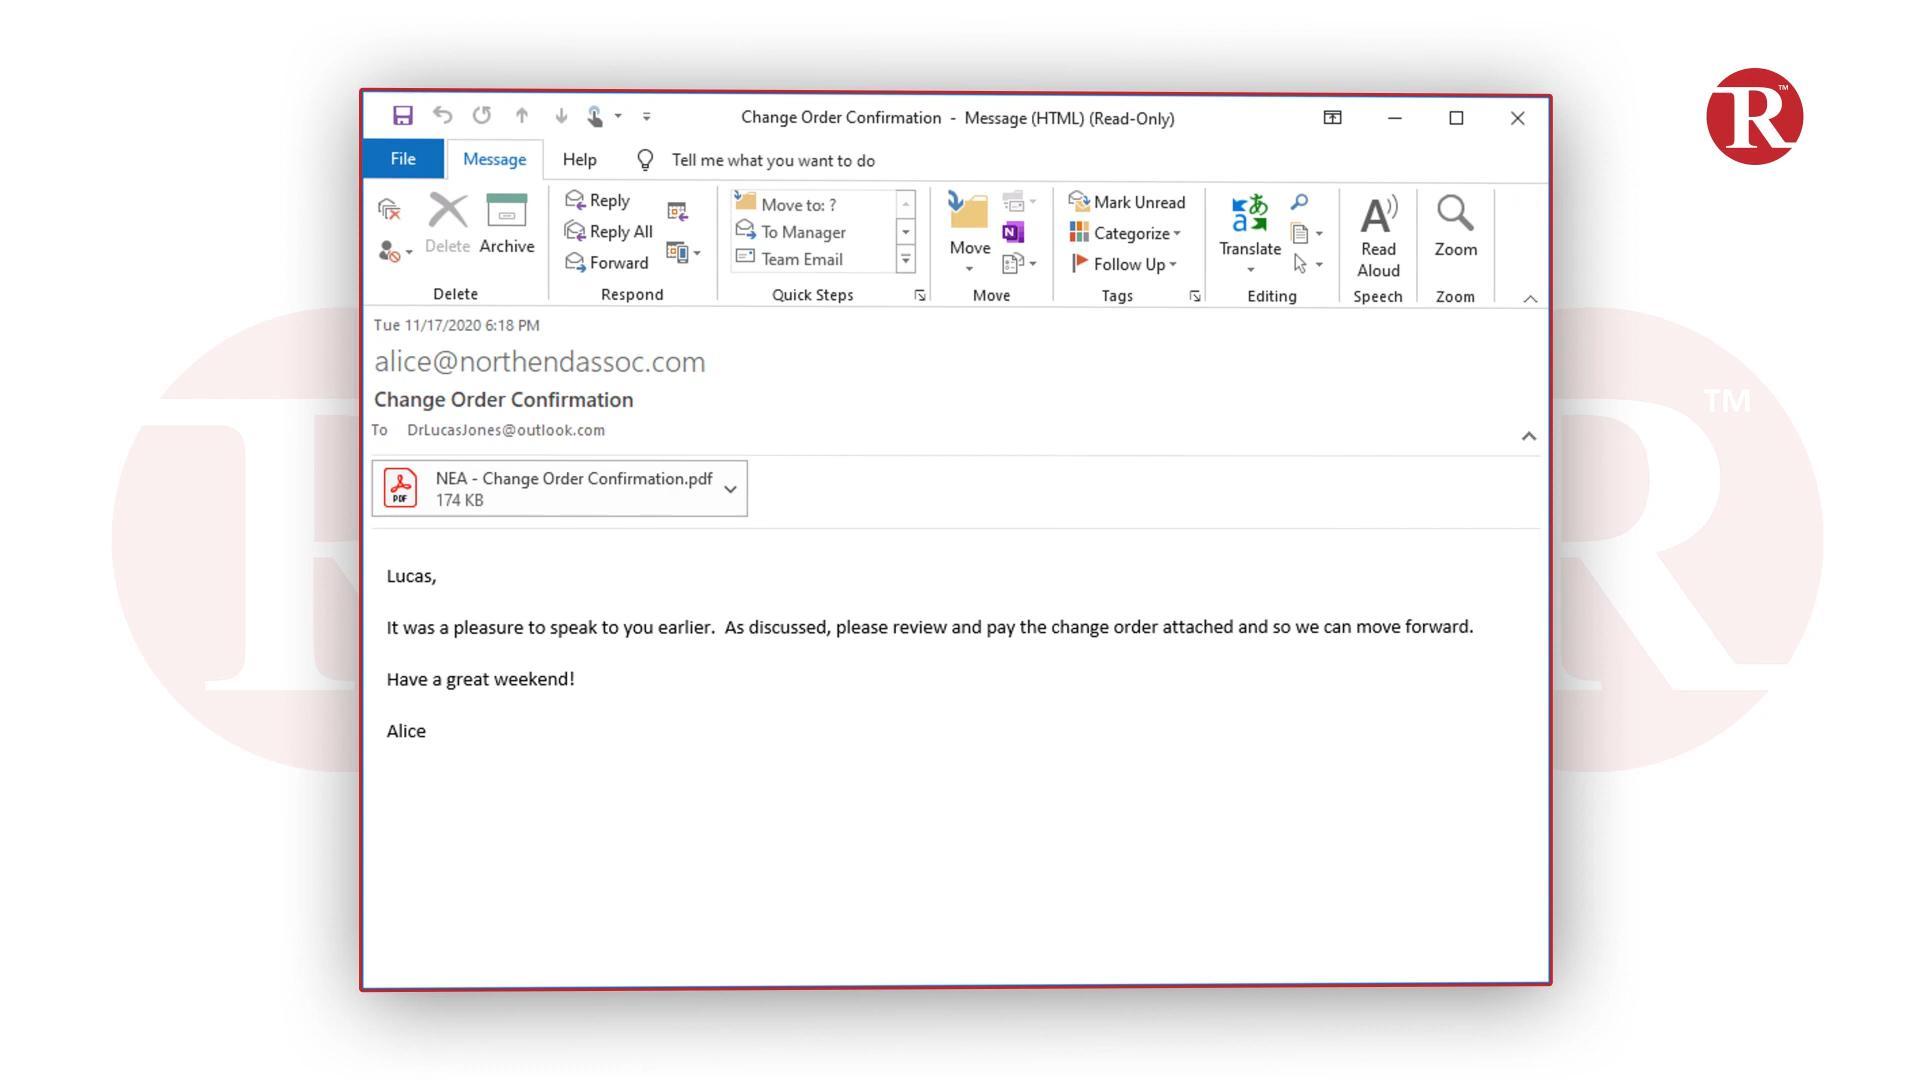 Change Order Confirmation - Message (HTML) (Read-Only)
File Message Help Tell me what you want to do
Delete Archive
Reply
Reply All
Forward
Move to: ?
To Manager
Team Email
Move
Mark Unread
Categorize
Follow Up
Translate
Read Aloud
Zoom
Delete Respond Quick Steps Move Tags Editing Speech Zoom
Tue 11/17/2020 6:18 PM
alice@northendassoc.com
Change Order Confirmation
To DrLucasJones@outlook.com
PDF
NEA - Change Order Confirmation.pdf
174 KB
Lucas,
It was a pleasure to speak to you earlier. As discussed, please review and pay the change order attached and so we can move forward.
Have a great weekend!
Alice
R™
R
R™